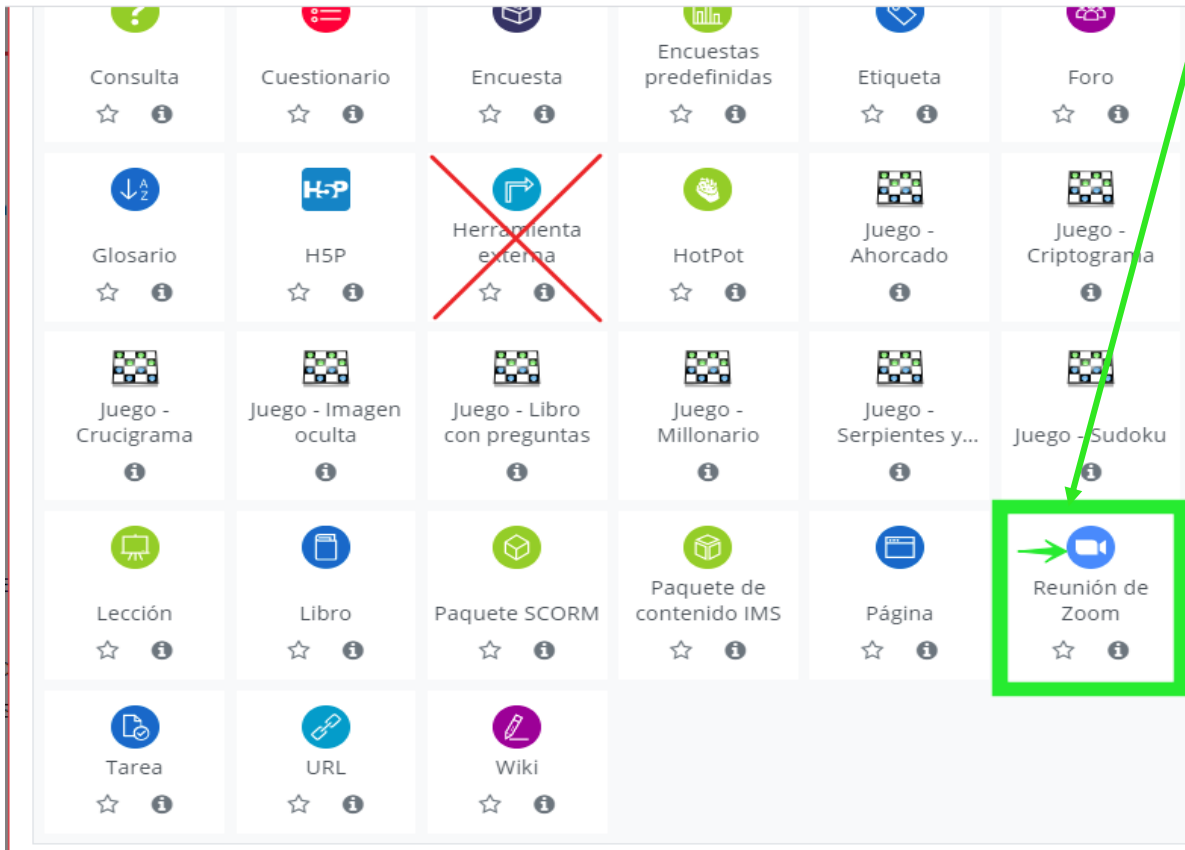 Consulta
Cuestionario
Encuesta
Encuestas
predefinidas
Etiqueta
Foro
A
Z
Glosario
H5P
H5P
Herramienta
externa
HotPot
Juego -
Ahorcado
Juego -
Criptograma
Juego -
Crucigrama
Juego - Imagen
oculta
Juego - Libro
con preguntas
Juego -
Millonario
Juego -
Serpientes y...
Juego - Sudoku
Lección
Libro
Paquete SCORM
Paquete de
contenido IMS
Página
Reunión de
Zoom
Tarea
URL
Wiki